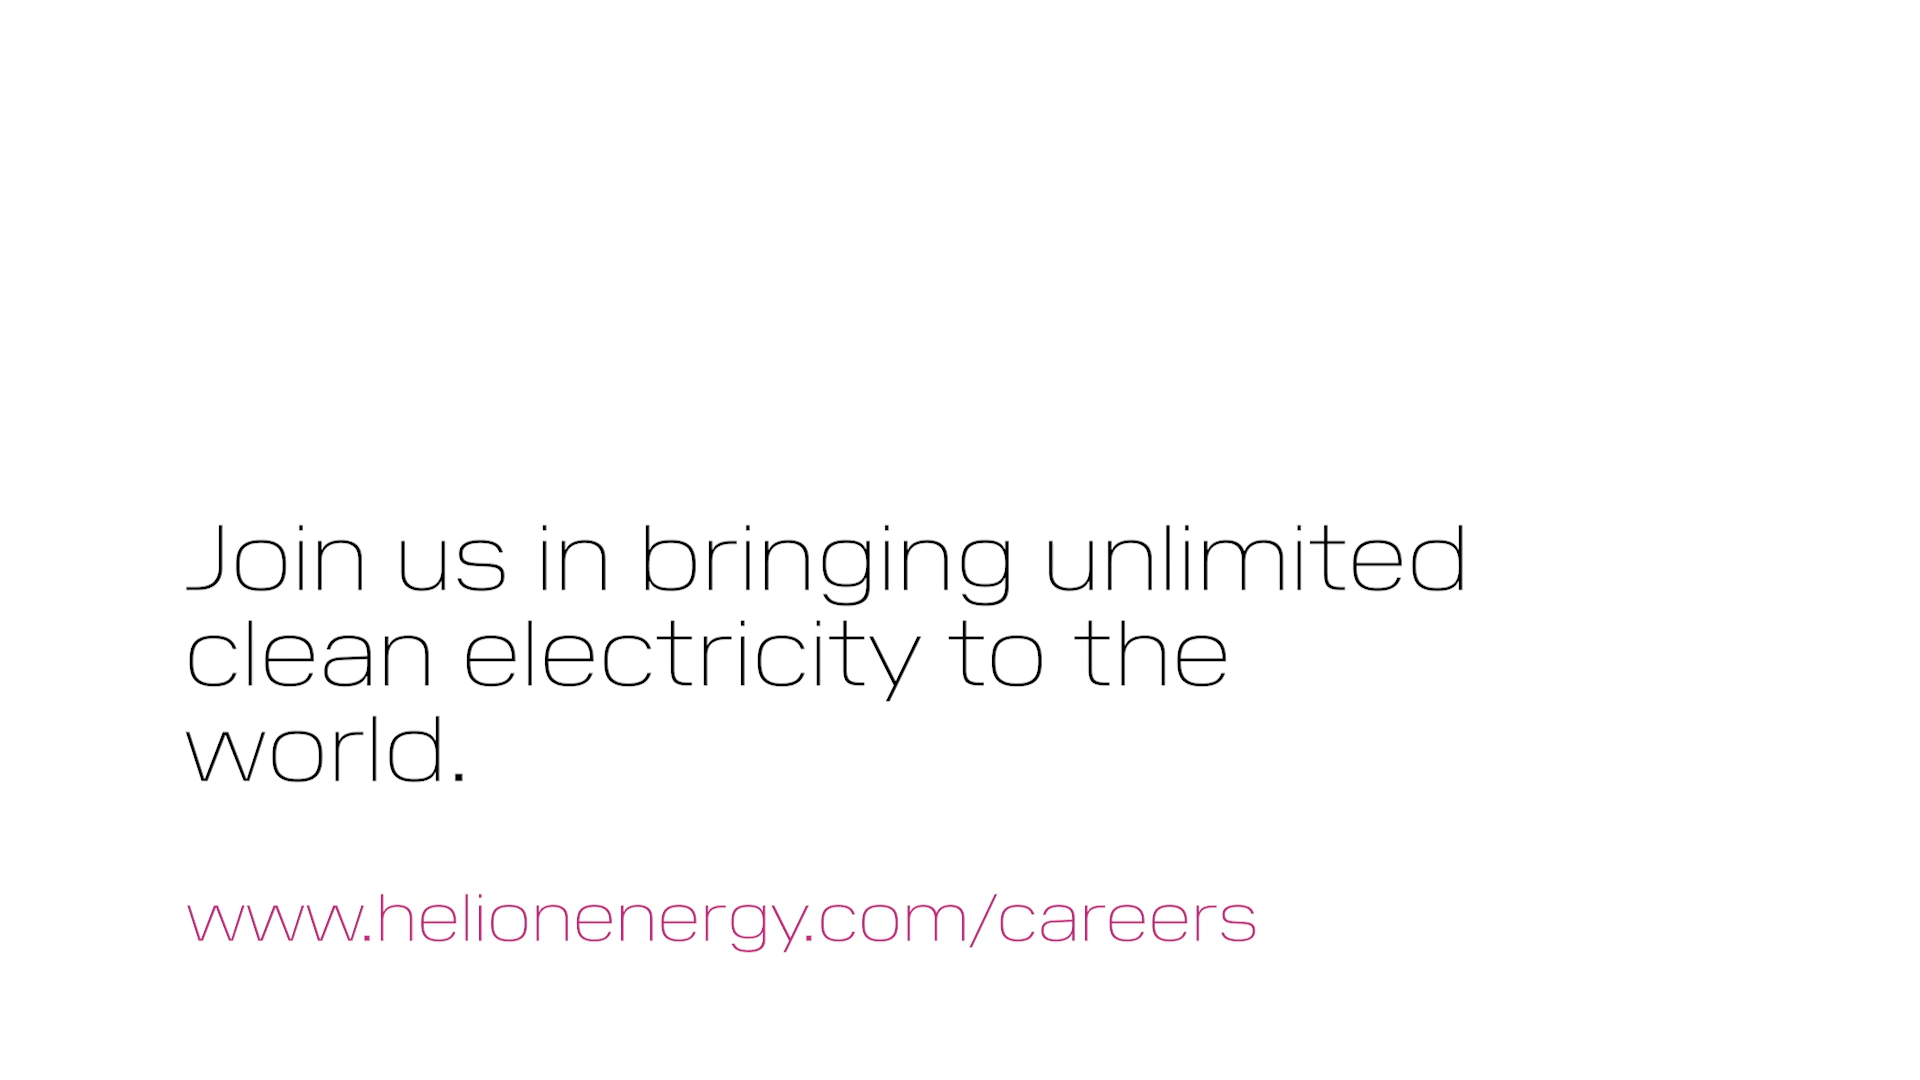 Join us in bringing unlimited
clean electricity to the
world.
www.helionenergy.com/careers